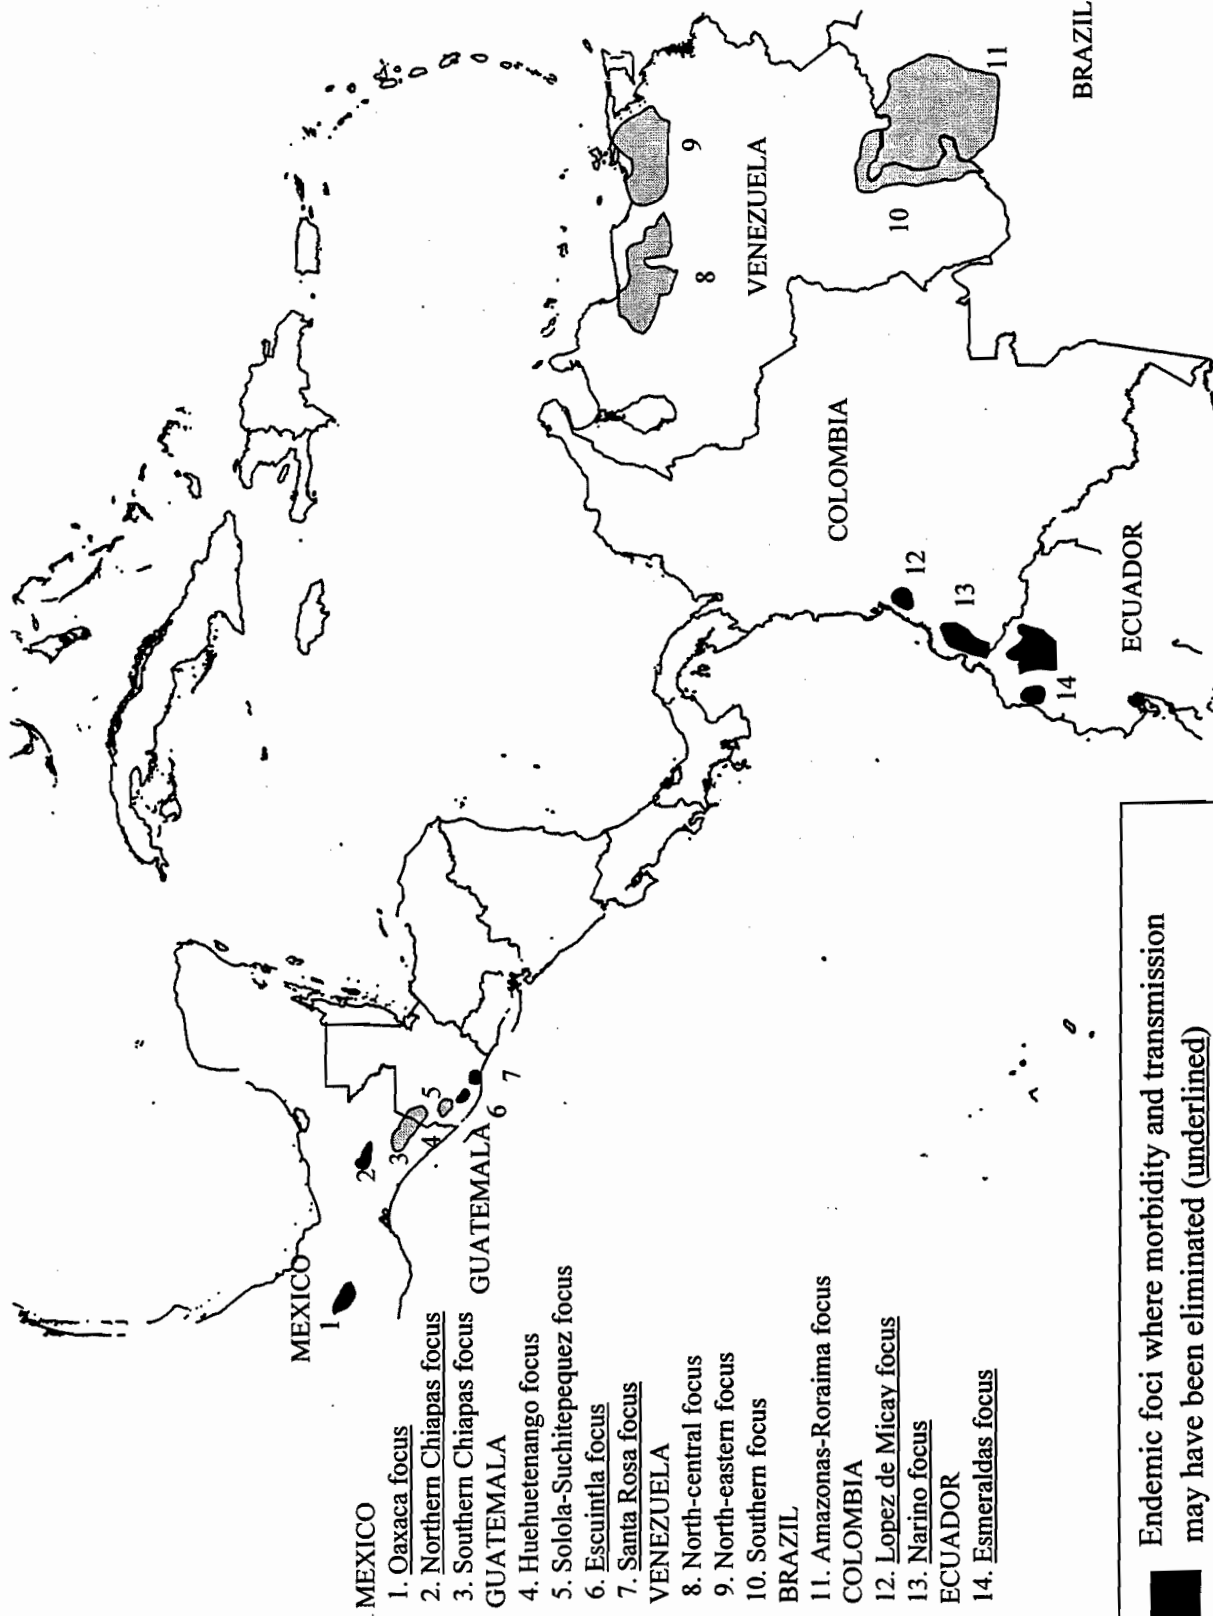 MEXICO
1. Oaxaca focus
2. Northern Chiapas focus
3. Southern Chiapas focus
GUATEMALA
4. Huehuetenango focus
5. Solola-Suchitepequez focus
6. Escuintla focus
7. Santa Rosa focus
VENEZUELA
8. North-central focus
9. North-eastern focus
10. Southern focus
BRAZIL
11. Amazonas-Roraima focus
COLOMBIA
12. Lopez de Micay focus
13. Narino focus
ECUADOR
14. Esmeraldas focus
MEXICO
1
2
3
4
5
6
7
GUATEMALA
8
9
VENEZUELA
10
11
BRAZIL
COLOMBIA
12
13
14
ECUADOR
Endemic foci where morbidity and transmission
may have been eliminated (underlined)